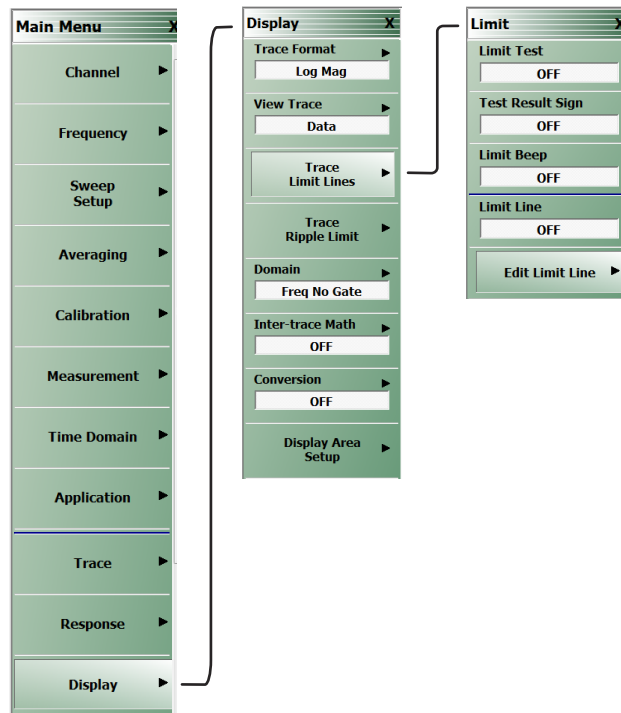 Main Menu X
Channel
Frequency
Sweep
Setup
Averaging
Calibration
Measurement
Time Domain
Application
Trace
Response
Display
Display X
Trace Format
Log Mag
View Trace
Data
Trace
Limit Lines
Trace
Ripple Limit
Domain
Freq No Gate
Inter-trace Math
OFF
Conversion
OFF
Display Area
Setup
Limit X
Limit Test
OFF
Test Result Sign
OFF
Limit Beep
OFF
Limit Line
OFF
Edit Limit Line